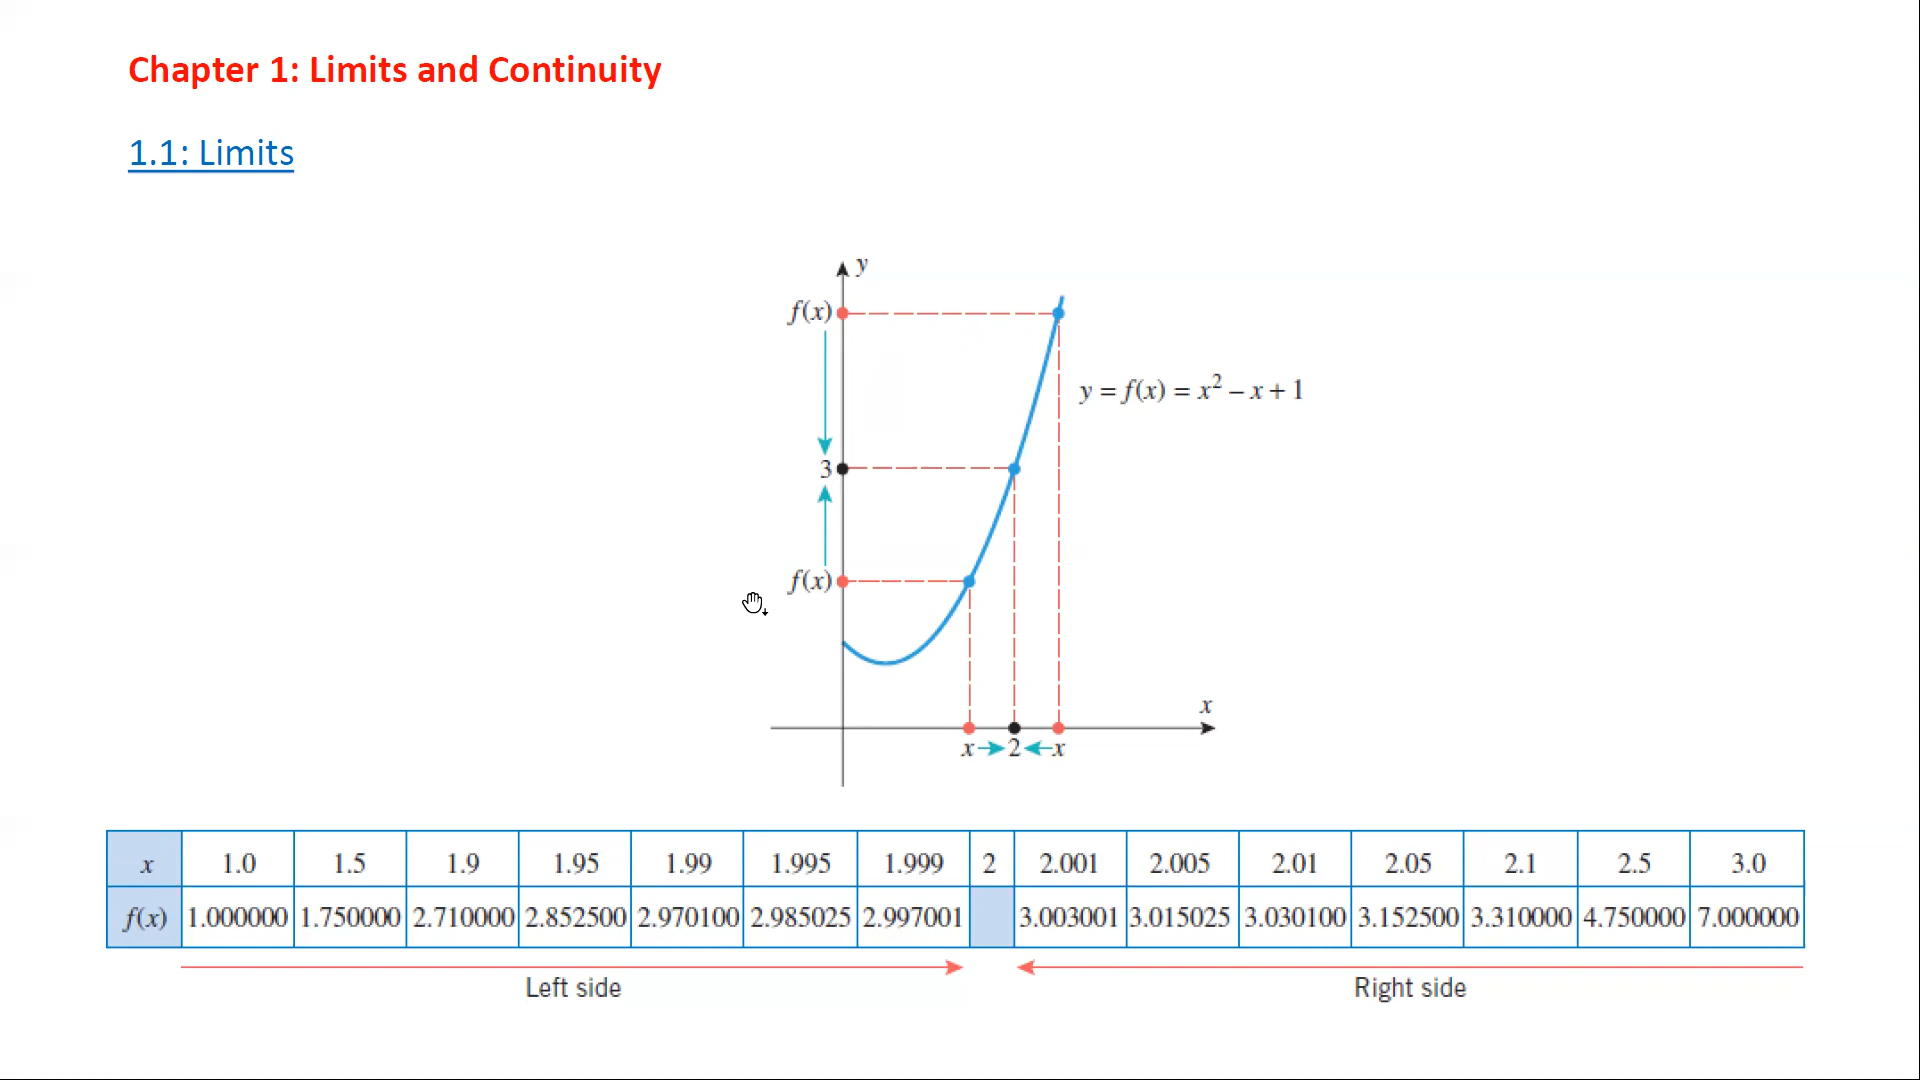 Chapter 1: Limits and Continuity
1.1: Limits
y
f(x)
y = f(x) = x² – x + 1
3
f(x)
x
x 2 x
x 1.0 1.5 1.9 1.95 1.99 1.995 1.999 2 2.001 2.005 2.01 2.05 2.1 2.5 3.0
f(x) 1.000000 1.750000 2.710000 2.852500 2.970100 2.985025 2.997001 3.003001 3.015025 3.030100 3.152500 3.310000 4.750000 7.000000
Left side Right side